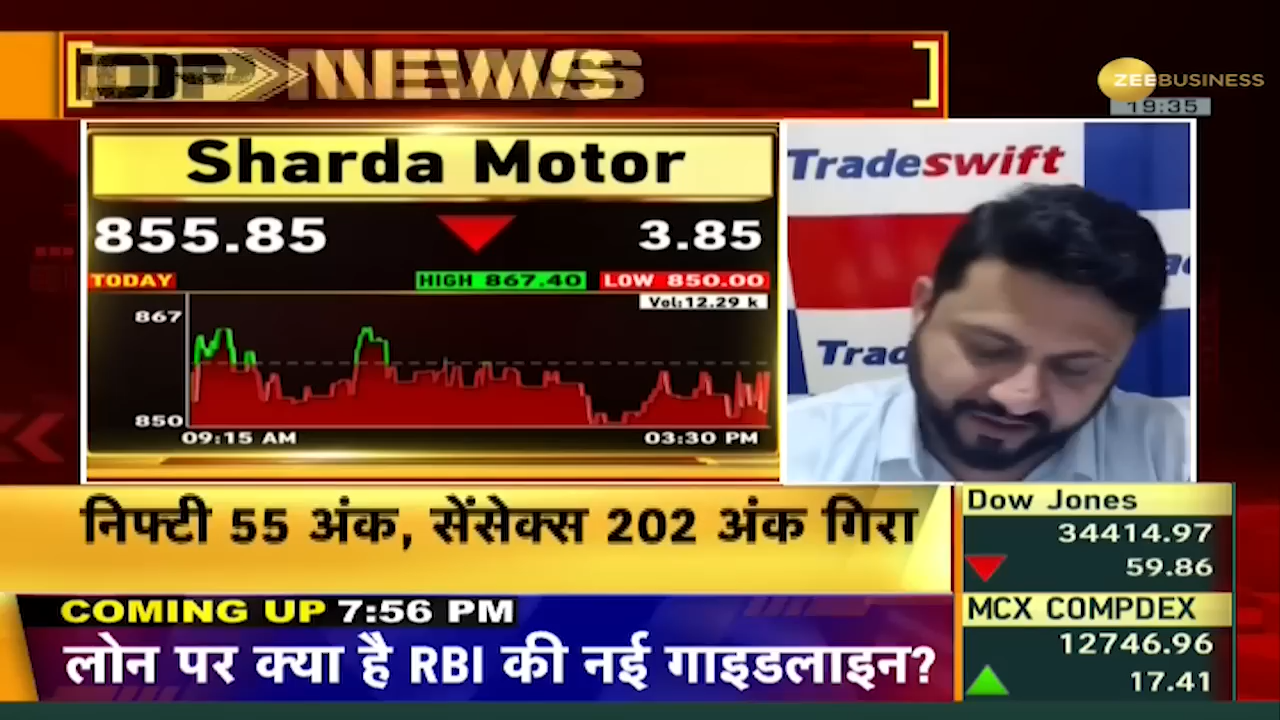 NEWS
ZEEBUSINESS
19:35
Sharda Motor
855.85 3.85
TODAY HIGH 867.40 LOW 850.00
Vol:12.29 k
867
850
09:15 AM 03:30 PM
Tradeswift
Trad
निफ्टी 55 अंक, सेंसेक्स 202 अंक गिरा
Dow Jones
34414.97
59.86
COMING UP 7:56 PM
लोन पर क्या है RBI की नई गाइडलाइन?
MCX COMPDEX
12746.96
17.41